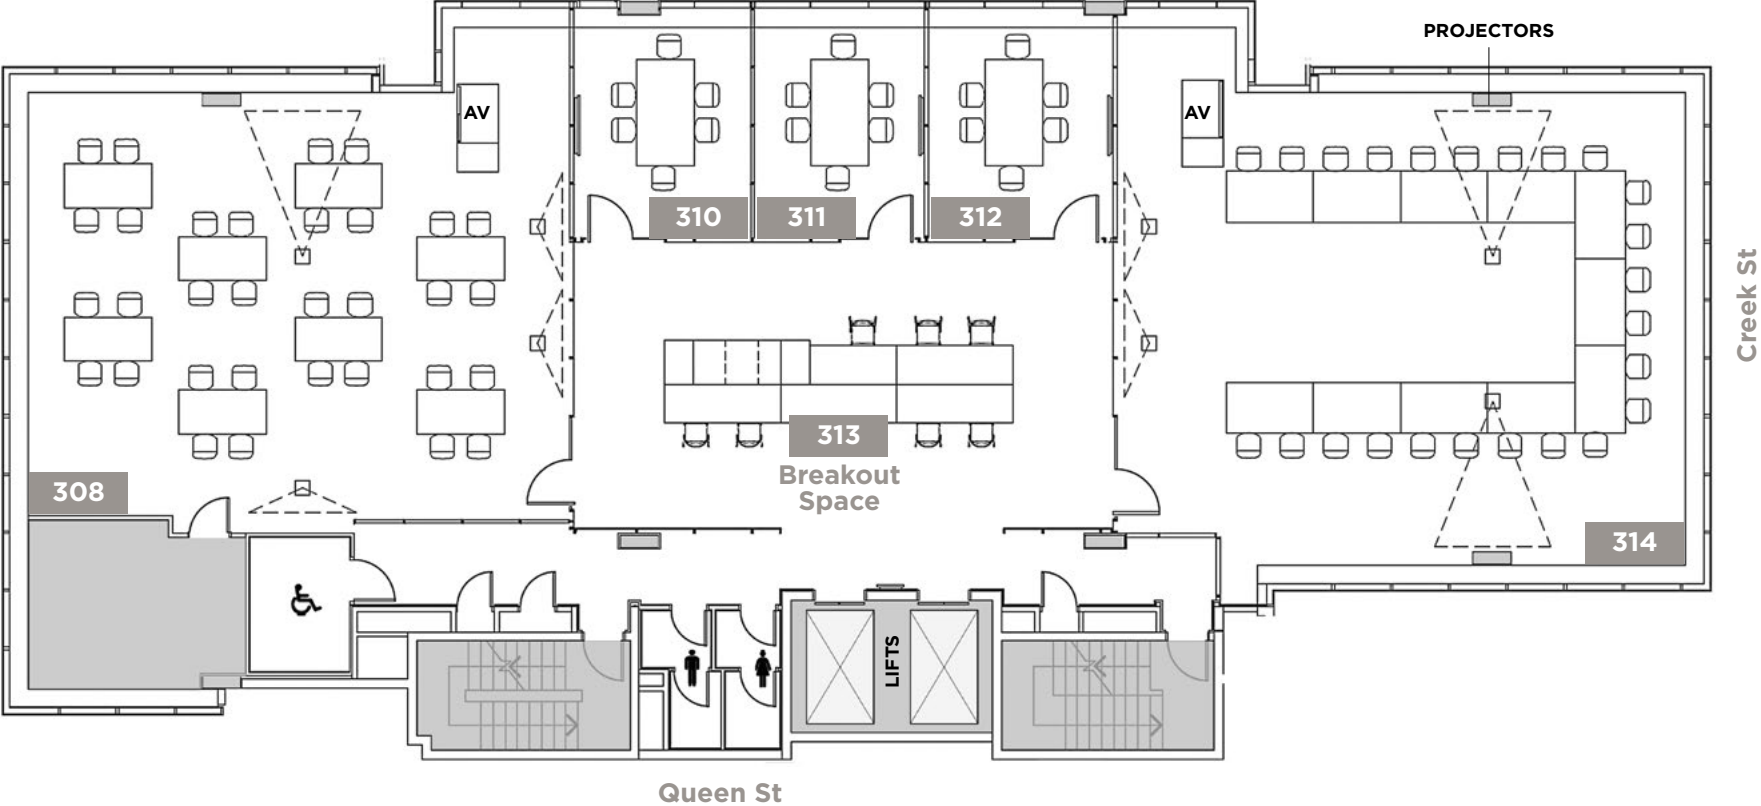 PROJECTORS
AV
AV
310
311
312
Creek St
313
Breakout
Space
308
314
LIFTS
Queen St